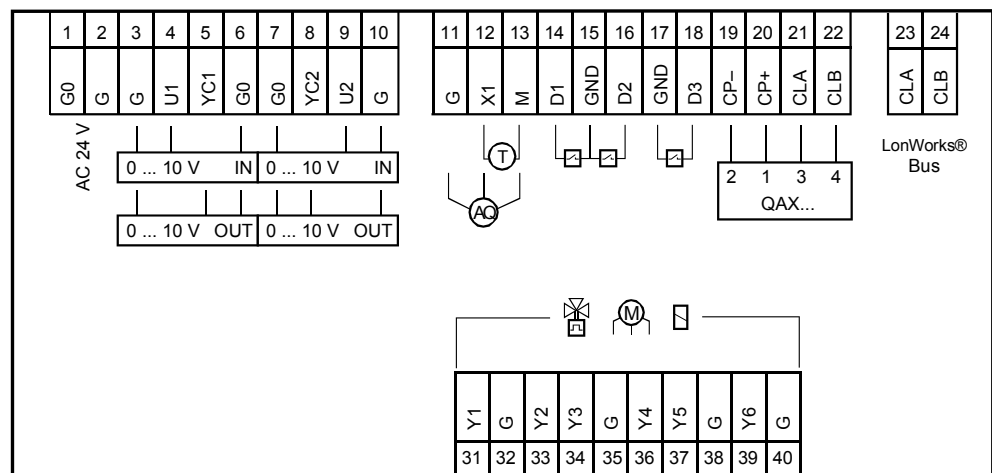 1 2 3 4 5 6 7 8 9 10 11 12 13 14 15 16 17 18 19 20 21 22 23 24
G0 G G U1 YC1 G0 G0 YC2 U2 G G X1 M D1 GND D2 GND D3 CP– CP+ CLA CLB CLA CLB
AC 24 V
0 ... 10 V IN 0 ... 10 V IN
T
LonWorks®
Bus
2 1 3 4
QAX...
AQ
0 ... 10 V OUT 0 ... 10 V OUT
M
Y1 G Y2 Y3 G Y4 Y5 G Y6 G
31 32 33 34 35 36 37 38 39 40